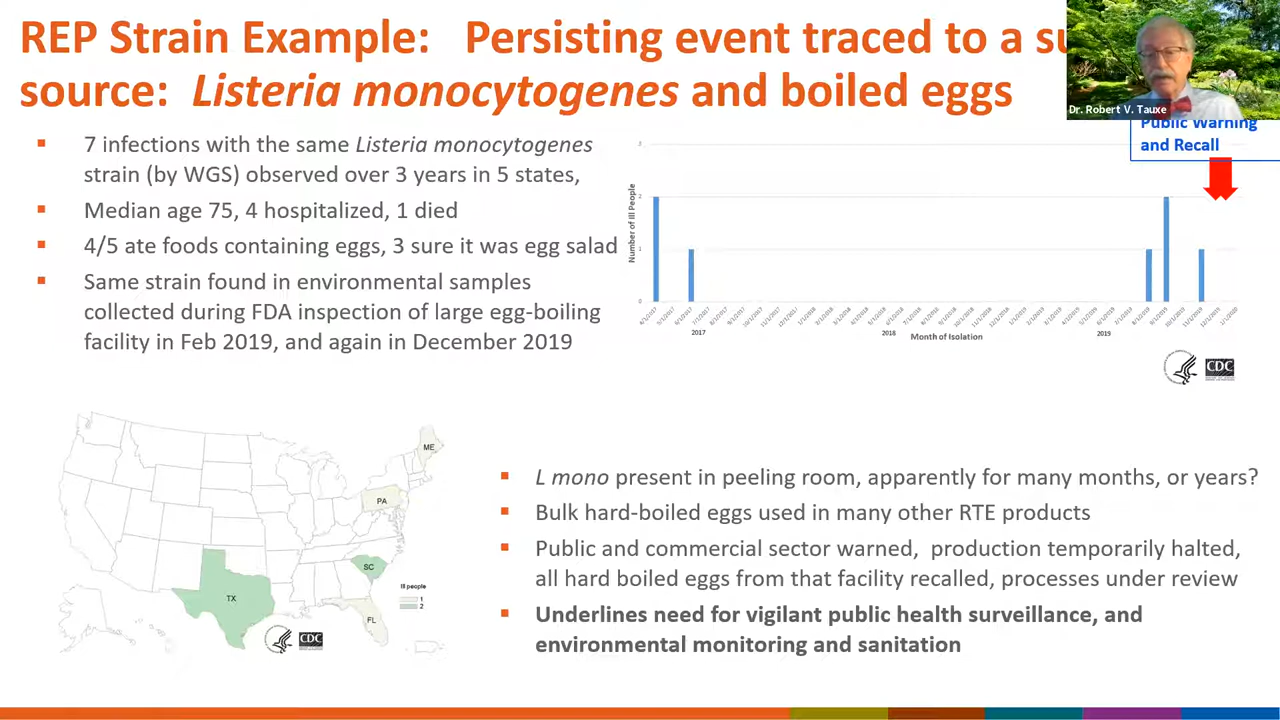 REP Strain Example: Persisting event traced to a su
source: Listeria monocytogenes and boiled eggs
Dr. Robert V. Tauxe
Public Warning
and Recall
7 infections with the same Listeria monocytogenes
strain (by WGS) observed over 3 years in 5 states,
Median age 75, 4 hospitalized, 1 died
4/5 ate foods containing eggs, 3 sure it was egg salad
Same strain found in environmental samples
collected during FDA inspection of large egg-boiling
facility in Feb 2019, and again in December 2019
Number of Ill People
3
2
1
0
2017
2018
2019
Month of Isolation
CDC
ME
PA
SC
TX
FL
Ill people
1
2
CDC
L mono present in peeling room, apparently for many months, or years?
Bulk hard-boiled eggs used in many other RTE products
Public and commercial sector warned, production temporarily halted,
all hard boiled eggs from that facility recalled, processes under review
Underlines need for vigilant public health surveillance, and
environmental monitoring and sanitation